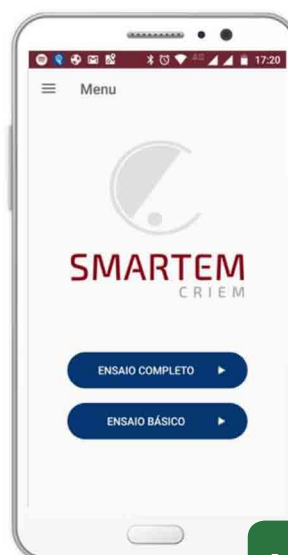 17:20
Menu
SMARTEM
CRIEM
ENSAIO COMPLETO
ENSAIO BÁSICO